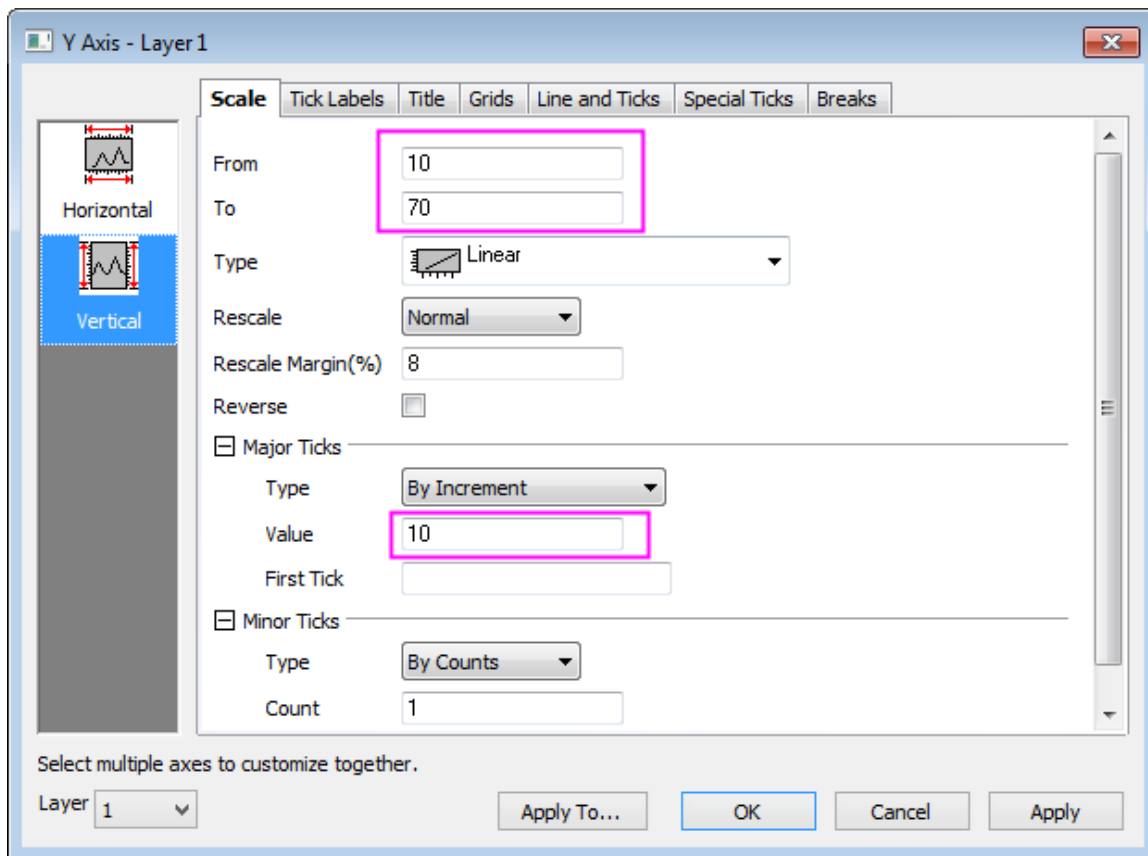 Y Axis - Layer1
Scale Tick Labels Title Grids Line and Ticks Special Ticks Breaks
Horizontal
Vertical
From 10
To 70
Type Linear
Rescale Normal
Rescale Margin(%) 8
Reverse
Major Ticks
Type By Increment
Value 10
First Tick
Minor Ticks
Type By Counts
Count 1
Select multiple axes to customize together.
Layer 1 Apply To... OK Cancel Apply